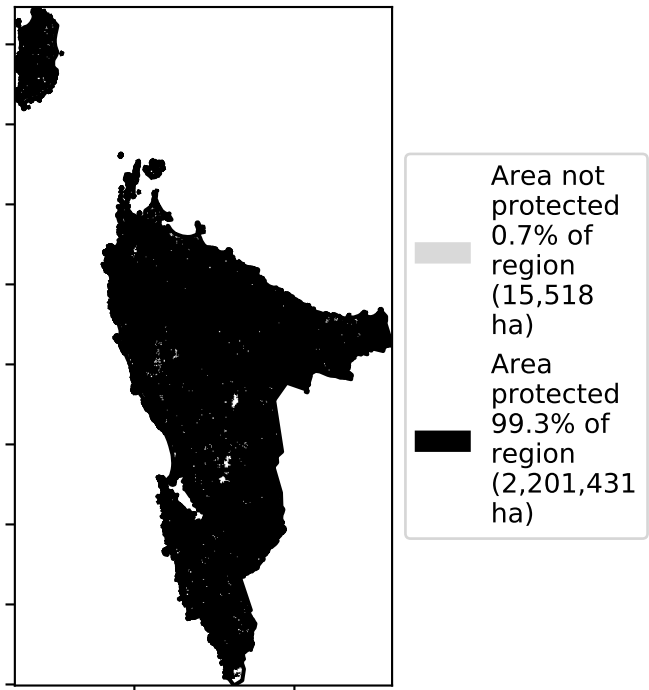 Area not
protected
0.7% of
region
(15,518
ha)
Area
protected
99.3% of
region
(2,201,431
ha)